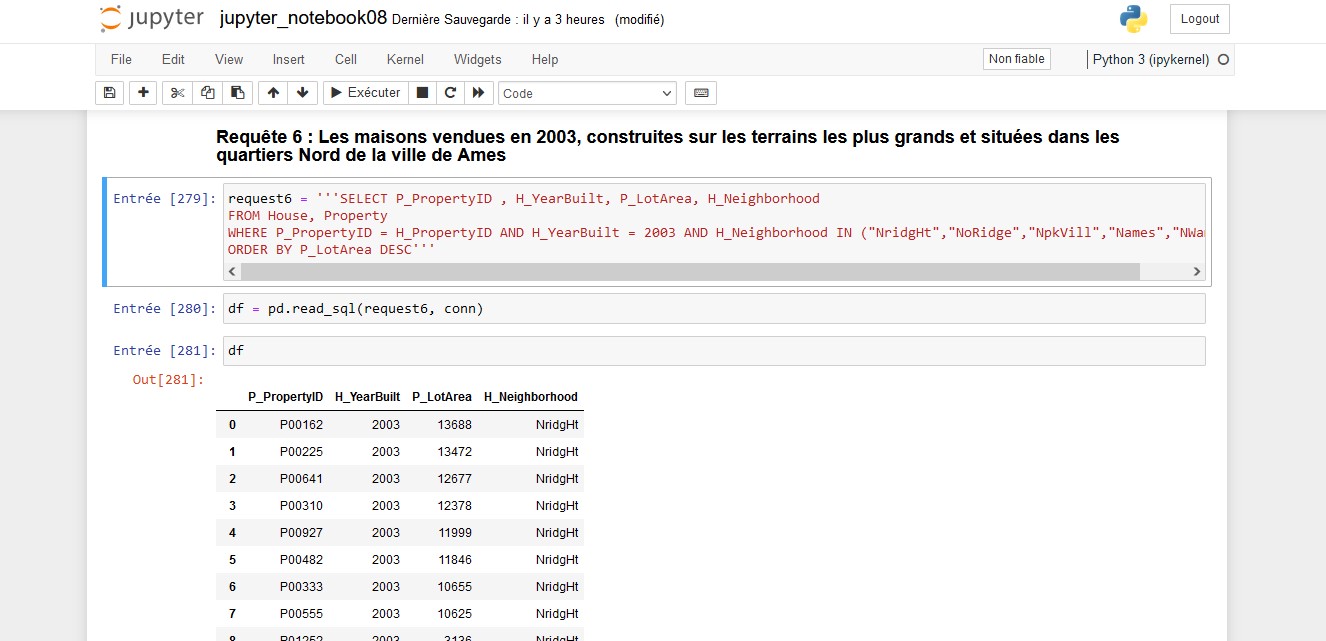 jupyter jupyter_notebook08 Dernière Sauvegarde : il y a 3 heures (modifié) Logout
File Edit View Insert Cell Kernel Widgets Help Non fiable Python 3 (ipykernel)
Exécuter Code
Requête 6 : Les maisons vendues en 2003, construites sur les terrains les plus grands et situées dans les
quartiers Nord de la ville de Ames
Entrée [279]: request6 = '''SELECT P_PropertyID , H_YearBuilt, P_LotArea, H_Neighborhood
FROM House, Property
WHERE P_PropertyID = H_PropertyID AND H_YearBuilt = 2003 AND H_Neighborhood IN ("NridgHt","NoRidge","NpkVill","Names","NWa
ORDER BY P_LotArea DESC'''
Entrée [280]: df = pd.read_sql(request6, conn)
Entrée [281]: df
Out[281]:
P_PropertyID H_YearBuilt P_LotArea H_Neighborhood
0 P00162 2003 13688 NridgHt
1 P00225 2003 13472 NridgHt
2 P00641 2003 12677 NridgHt
3 P00310 2003 12378 NridgHt
4 P00927 2003 11999 NridgHt
5 P00482 2003 11846 NridgHt
6 P00333 2003 10655 NridgHt
7 P00555 2003 10625 NridgHt
8 P01252 2003 3136 NridgHt